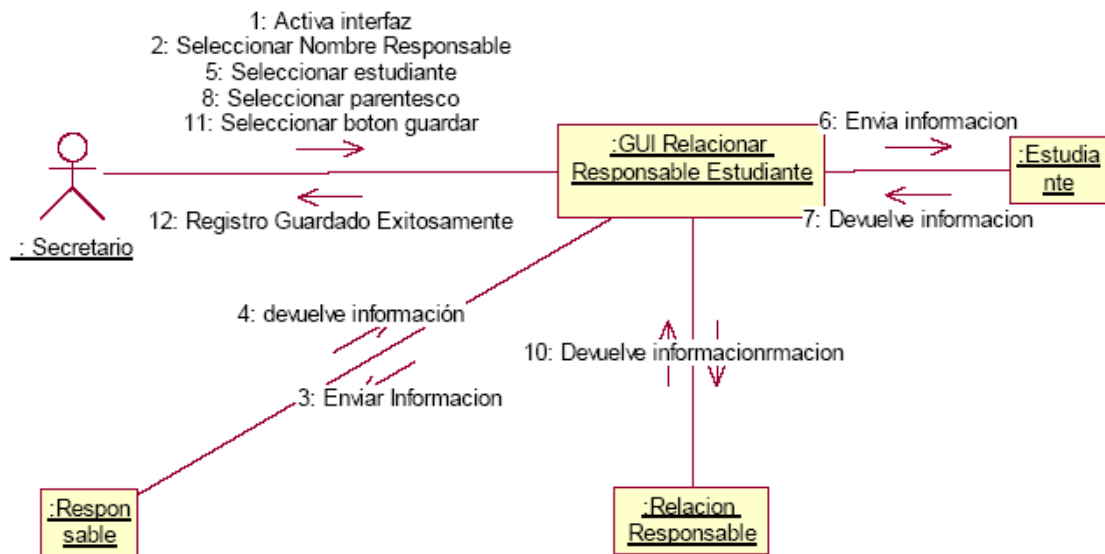 1: Activa interfaz
2: Seleccionar Nombre Responsable
5: Seleccionar estudiante
8: Seleccionar parentesco
11: Seleccionar boton guardar
6: Envia informacion
:GUI Relacionar
Responsable Estudiante
:Estudia
nte
7: Devuelve informacion
12: Registro Guardado Exitosamente
_: Secretario
4: devuelve información
10: Devuelve informacionrmacion
3: Enviar Informacion
:Respon
sable
:Relacion
Responsable